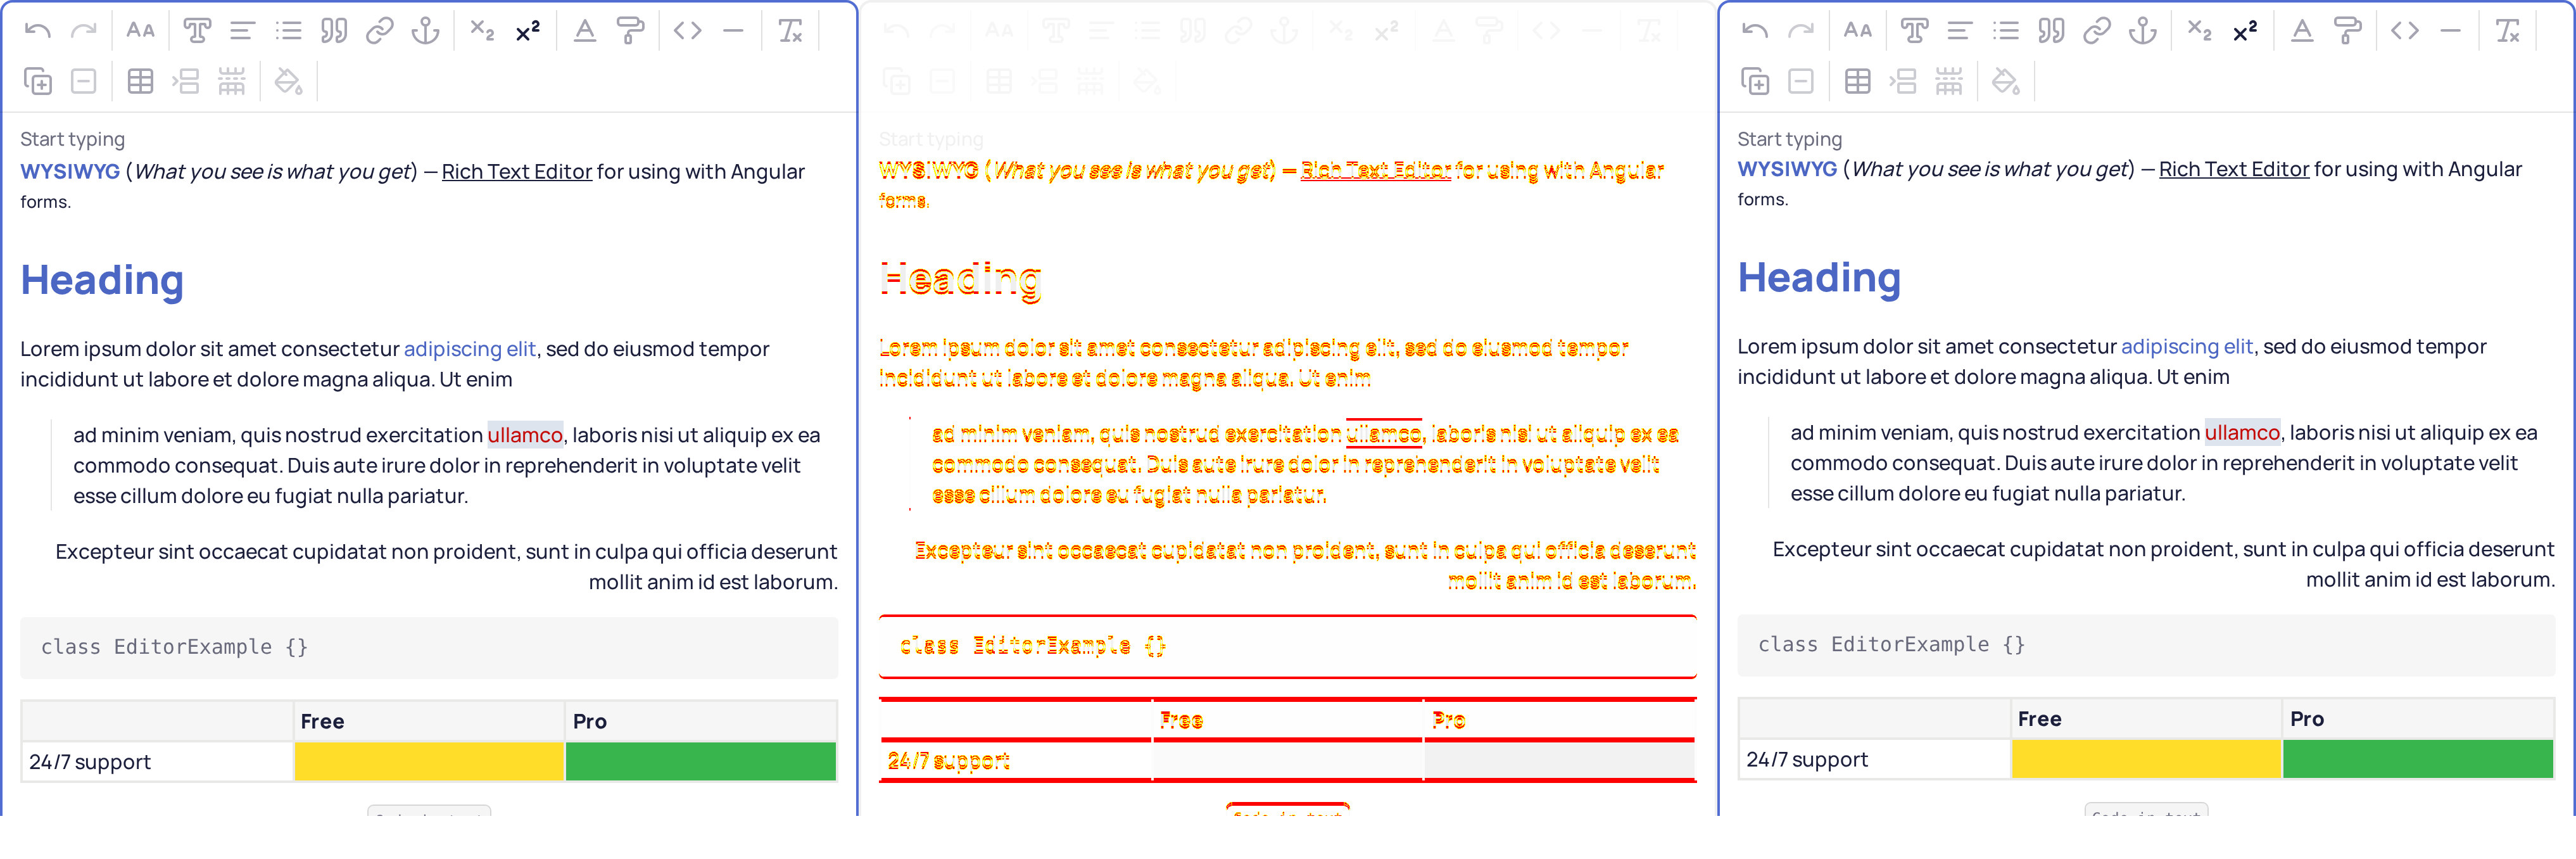 AA T x₂ x² A Tx
Start typing
WYSIWYG (What you see is what you get) — Rich Text Editor for using with Angular
forms.
Heading
Lorem ipsum dolor sit amet consectetur adipiscing elit, sed do eiusmod tempor
incididunt ut labore et dolore magna aliqua. Ut enim
ad minim veniam, quis nostrud exercitation ullamco, laboris nisi ut aliquip ex ea
commodo consequat. Duis aute irure dolor in reprehenderit in voluptate velit
esse cillum dolore eu fugiat nulla pariatur.
Excepteur sint occaecat cupidatat non proident, sunt in culpa qui officia deserunt
mollit anim id est laborum.
class EditorExample {}
Free Pro
24/7 support
AA T x₂ x² A Tx
Start typing
WYSIWYG (What you see is what you get) — Rich Text Editor for using with Angular
forms.
Heading
Lorem ipsum dolor sit amet consectetur adipiscing elit, sed do eiusmod tempor
incididunt ut labore et dolore magna aliqua. Ut enim
ad minim veniam, quis nostrud exercitation ullamco, laboris nisi ut aliquip ex ea
commodo consequat. Duis aute irure dolor in reprehenderit in voluptate velit
esse cillum dolore eu fugiat nulla pariatur.
Excepteur sint occaecat cupidatat non proident, sunt in culpa qui officia deserunt
mollit anim id est laborum.
class EditorExample {}
Free Pro
24/7 support
Code in text
AA T x₂ x² A Tx
Start typing
WYSIWYG (What you see is what you get) — Rich Text Editor for using with Angular
forms.
Heading
Lorem ipsum dolor sit amet consectetur adipiscing elit, sed do eiusmod tempor
incididunt ut labore et dolore magna aliqua. Ut enim
ad minim veniam, quis nostrud exercitation ullamco, laboris nisi ut aliquip ex ea
commodo consequat. Duis aute irure dolor in reprehenderit in voluptate velit
esse cillum dolore eu fugiat nulla pariatur.
Excepteur sint occaecat cupidatat non proident, sunt in culpa qui officia deserunt
mollit anim id est laborum.
class EditorExample {}
Free Pro
24/7 support
Code in text